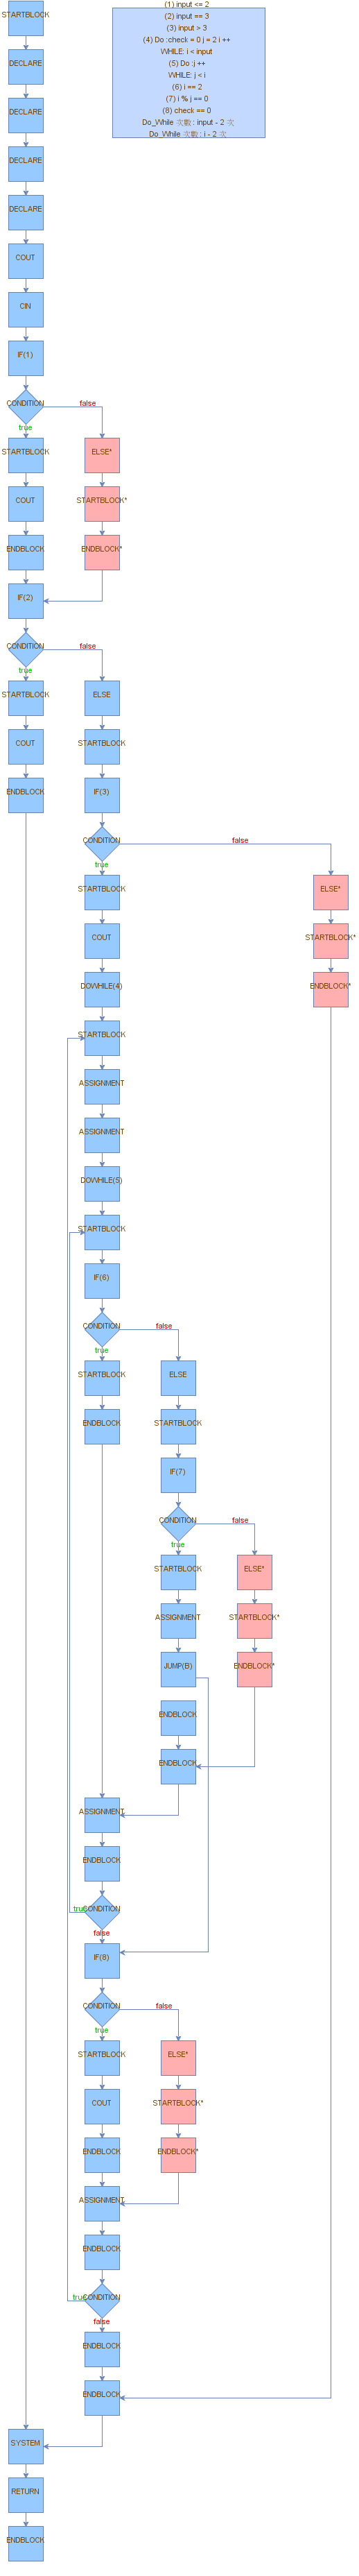 (1) input <= 2
(2) input == 3
(3) input > 3
(4) Do :check = 0 j = 2 i ++
WHILE: i < input
(5) Do :j ++
WHILE: j < i
(6) i == 2
(7) i % j == 0
(8) check == 0
Do_While 次數 : input - 2 次
Do_While 次數 : i - 2 次
STARTBLOCK
DECLARE
DECLARE
DECLARE
DECLARE
COUT
CIN
IF(1)
CONDITION
false
true
STARTBLOCK
ELSE*
COUT
STARTBLOCK*
ENDBLOCK
ENDBLOCK*
IF(2)
CONDITION
false
true
STARTBLOCK
ELSE
COUT
STARTBLOCK
ENDBLOCK
IF(3)
CONDITION
false
true
STARTBLOCK
ELSE*
COUT
STARTBLOCK*
DOWHILE(4)
ENDBLOCK*
STARTBLOCK
ASSIGNMENT
ASSIGNMENT
DOWHILE(5)
STARTBLOCK
IF(6)
CONDITION
false
true
STARTBLOCK
ELSE
ENDBLOCK
STARTBLOCK
IF(7)
CONDITION
false
true
STARTBLOCK
ELSE*
ASSIGNMENT
STARTBLOCK*
JUMP(B)
ENDBLOCK*
ENDBLOCK
ENDBLOCK
ASSIGNMENT
ENDBLOCK
true
CONDITION
false
IF(8)
CONDITION
false
true
STARTBLOCK
ELSE*
COUT
STARTBLOCK*
ENDBLOCK
ENDBLOCK*
ASSIGNMENT
ENDBLOCK
true
CONDITION
false
ENDBLOCK
ENDBLOCK
SYSTEM
RETURN
ENDBLOCK